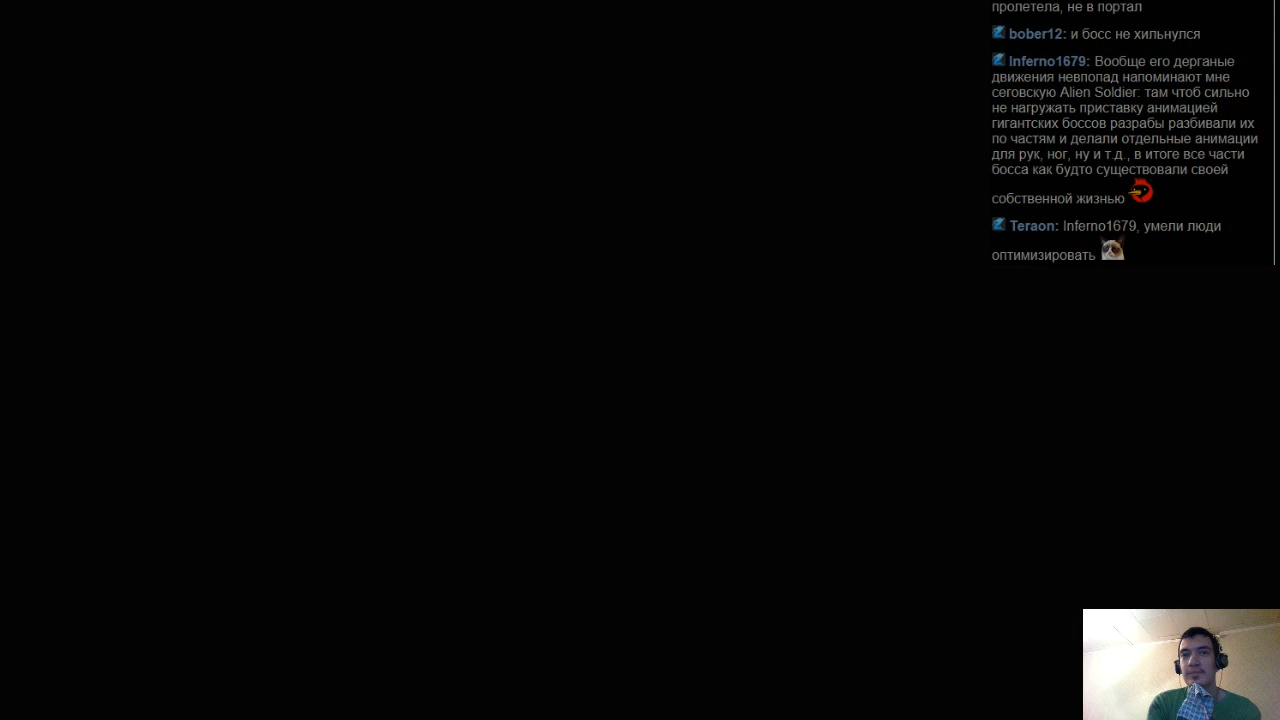 пролетела, не в портал
bober12: и босс не хильнулся
Inferno1679: Вообще его дерганые
движения невпопад напоминают мне
сеговскую Alien Soldier: там чтоб сильно
не нагружать приставку анимацией
гигантских боссов разрабы разбивали их
по частям и делали отдельные анимации
для рук, ног, ну и т.д., в итоге все части
босса как будто существовали своей
собственной жизнью
Teraon: Inferno1679, умели люди
оптимизировать